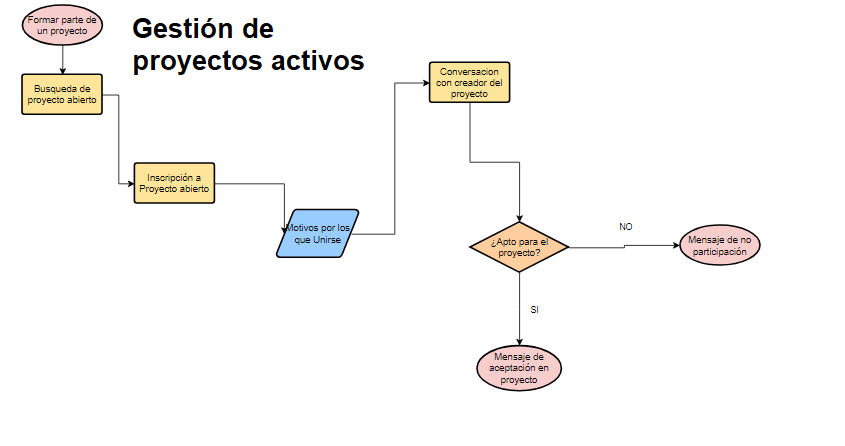 Formar parte de
un proyecto
Gestión de
proyectos activos
Busqueda de
proyecto abierto
Conversacion
con creador del
proyecto
Inscripción a
Proyecto abierto
Motivos por los
que Unirse
¿Apto para el
proyecto?
NO
Mensaje de no
participación
SI
Mensaje de
aceptación en
proyecto